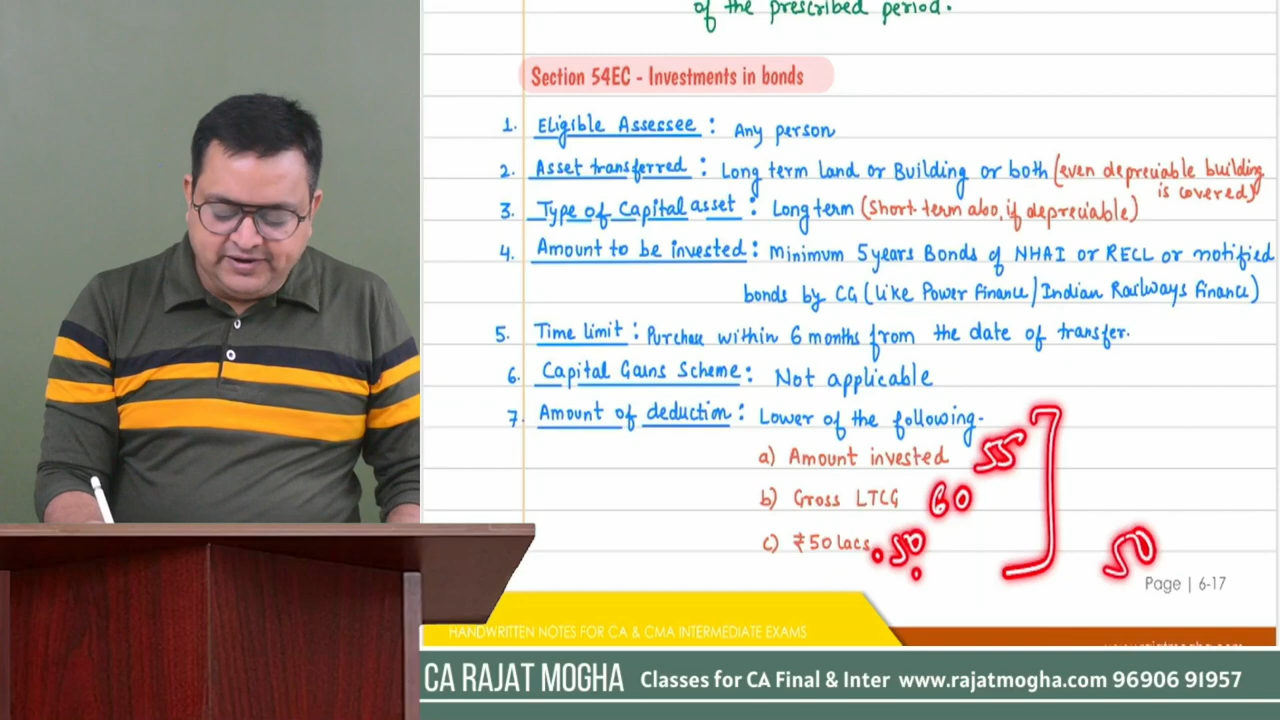 of the prescribed period.
Section 54EC - Investments in bonds
1. Eligible Assessee : Any person
2. Asset transferred : Long term land or Building or both (even depreciable building is covered)
3. Type of Capital asset : Long term (Short term also, if depreciable)
4. Amount to be invested : Minimum 5 years Bonds of NHAI or RECL or notified
bonds by CG (like Power Finance / Indian Railways Finance)
5. Time limit : Purchase within 6 months from the date of transfer.
6. Capital Gains Scheme : Not applicable
7. Amount of deduction : Lower of the following-
a) Amount invested 55
b) Gross LTCG 60
c) ₹50 lacs. 50
50
Page | 6-17
HANDWRITTEN NOTES FOR CA & CMA INTERMEDIATE EXAMS
CA RAJAT MOGHA Classes for CA Final & Inter www.rajatmogha.com 96906 91957